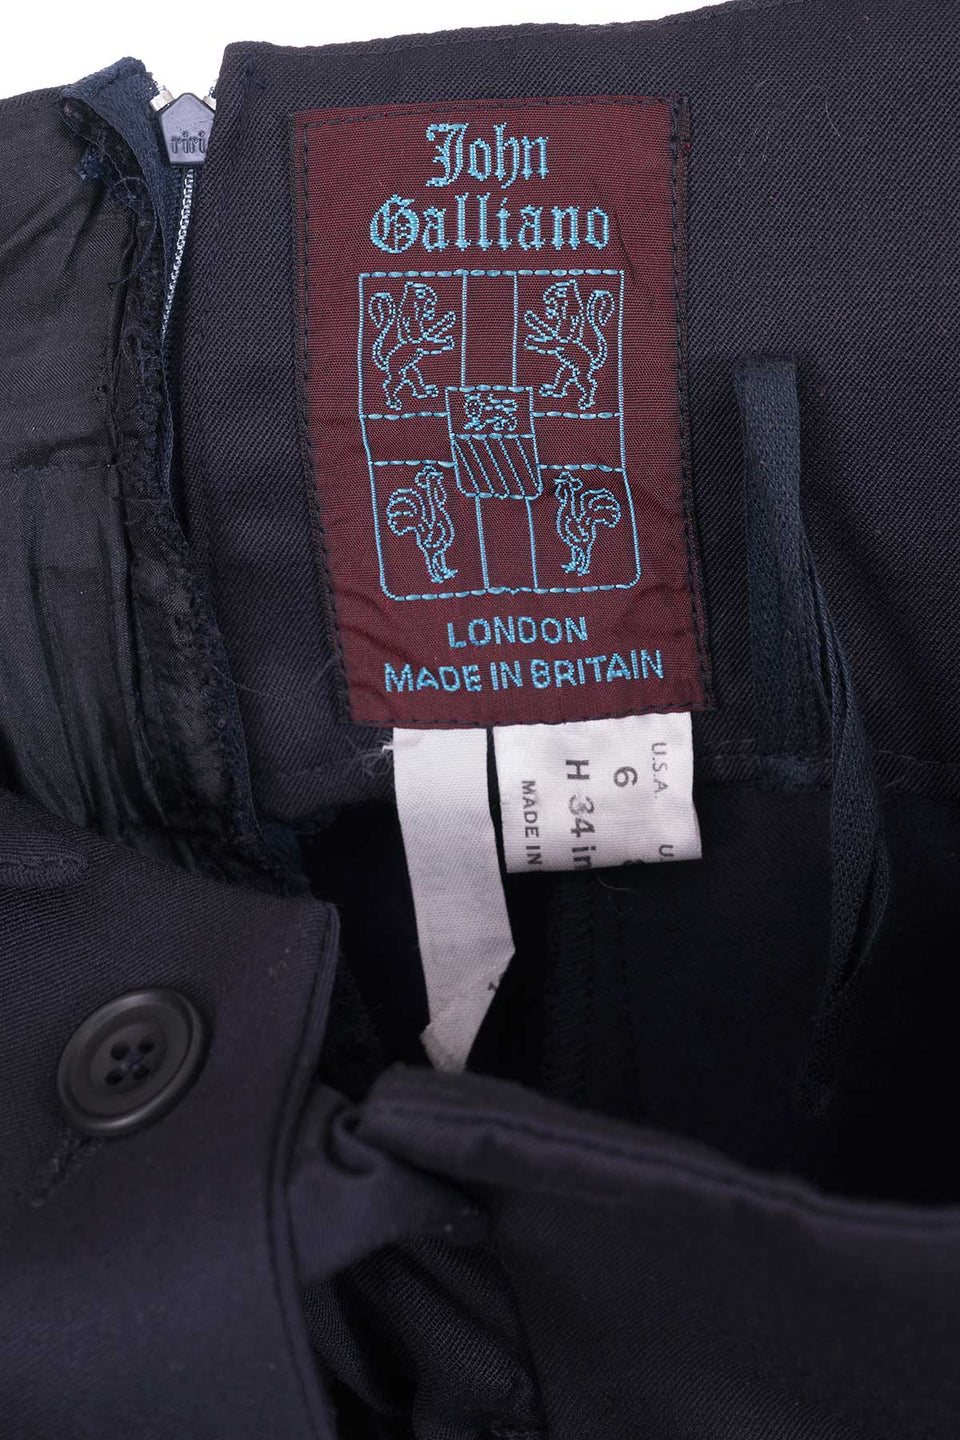 riri
John
Galliano
LONDON
MADE IN BRITAIN
U.S.A.
6
H 34 in
MADE IN